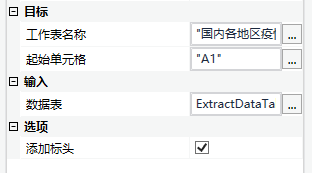 目标
工作表名称 "国内各地区疫 ...
起始单元格 "A1" ...
输入
数据表 ExtractDataTa ...
选项
添加标头